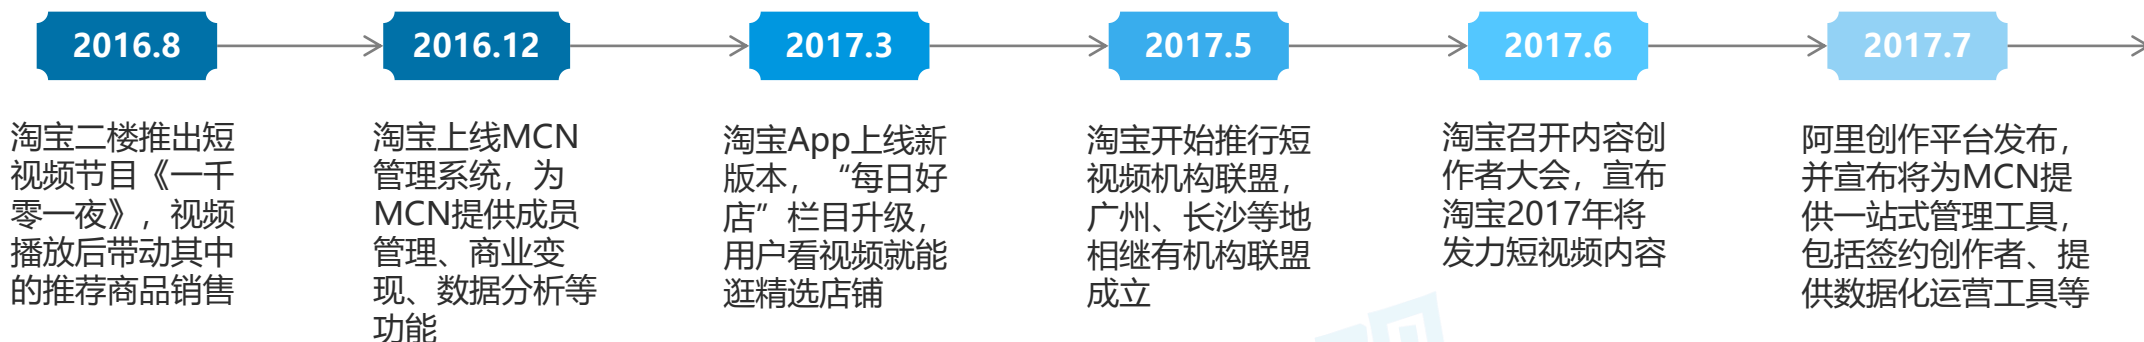 2016.8
2016.12
2017.3
2017.5
2017.6
2017.7
淘宝二楼推出短
视频节目《一千
零一夜》，视频
播放后带动其中
的推荐商品销售
淘宝上线MCN
管理系统，为
MCN提供成员
管理、商业变
现、数据分析等
功能
淘宝App上线新
版本，“每日好
店”栏目升级，
用户看视频就能
逛精选店铺
淘宝开始推行短
视频机构联盟，
广州、长沙等地
相继有机构联盟
成立
淘宝召开内容创
作者大会，宣布
淘宝2017年将
发力短视频内容
阿里创作平台发布，
并宣布将为MCN提
供一站式管理工具，
包括签约创作者、提
供数据化运营工具等